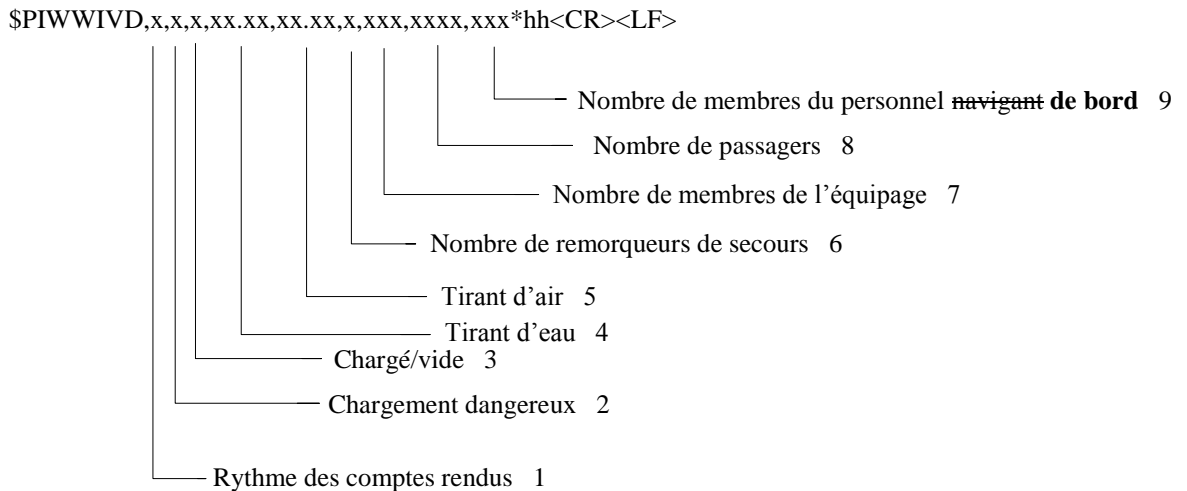 $PIWWIVD,x,x,x,xx.xx,xx.xx,x,xxx,xxxx,xxx*hh<CR><LF>
Nombre de membres du personnel navigant de bord 9
Nombre de passagers 8
Nombre de membres de l’équipage 7
Nombre de remorqueurs de secours 6
Tirant d’air 5
Tirant d’eau 4
Chargé/vide 3
Chargement dangereux 2
Rythme des comptes rendus 1